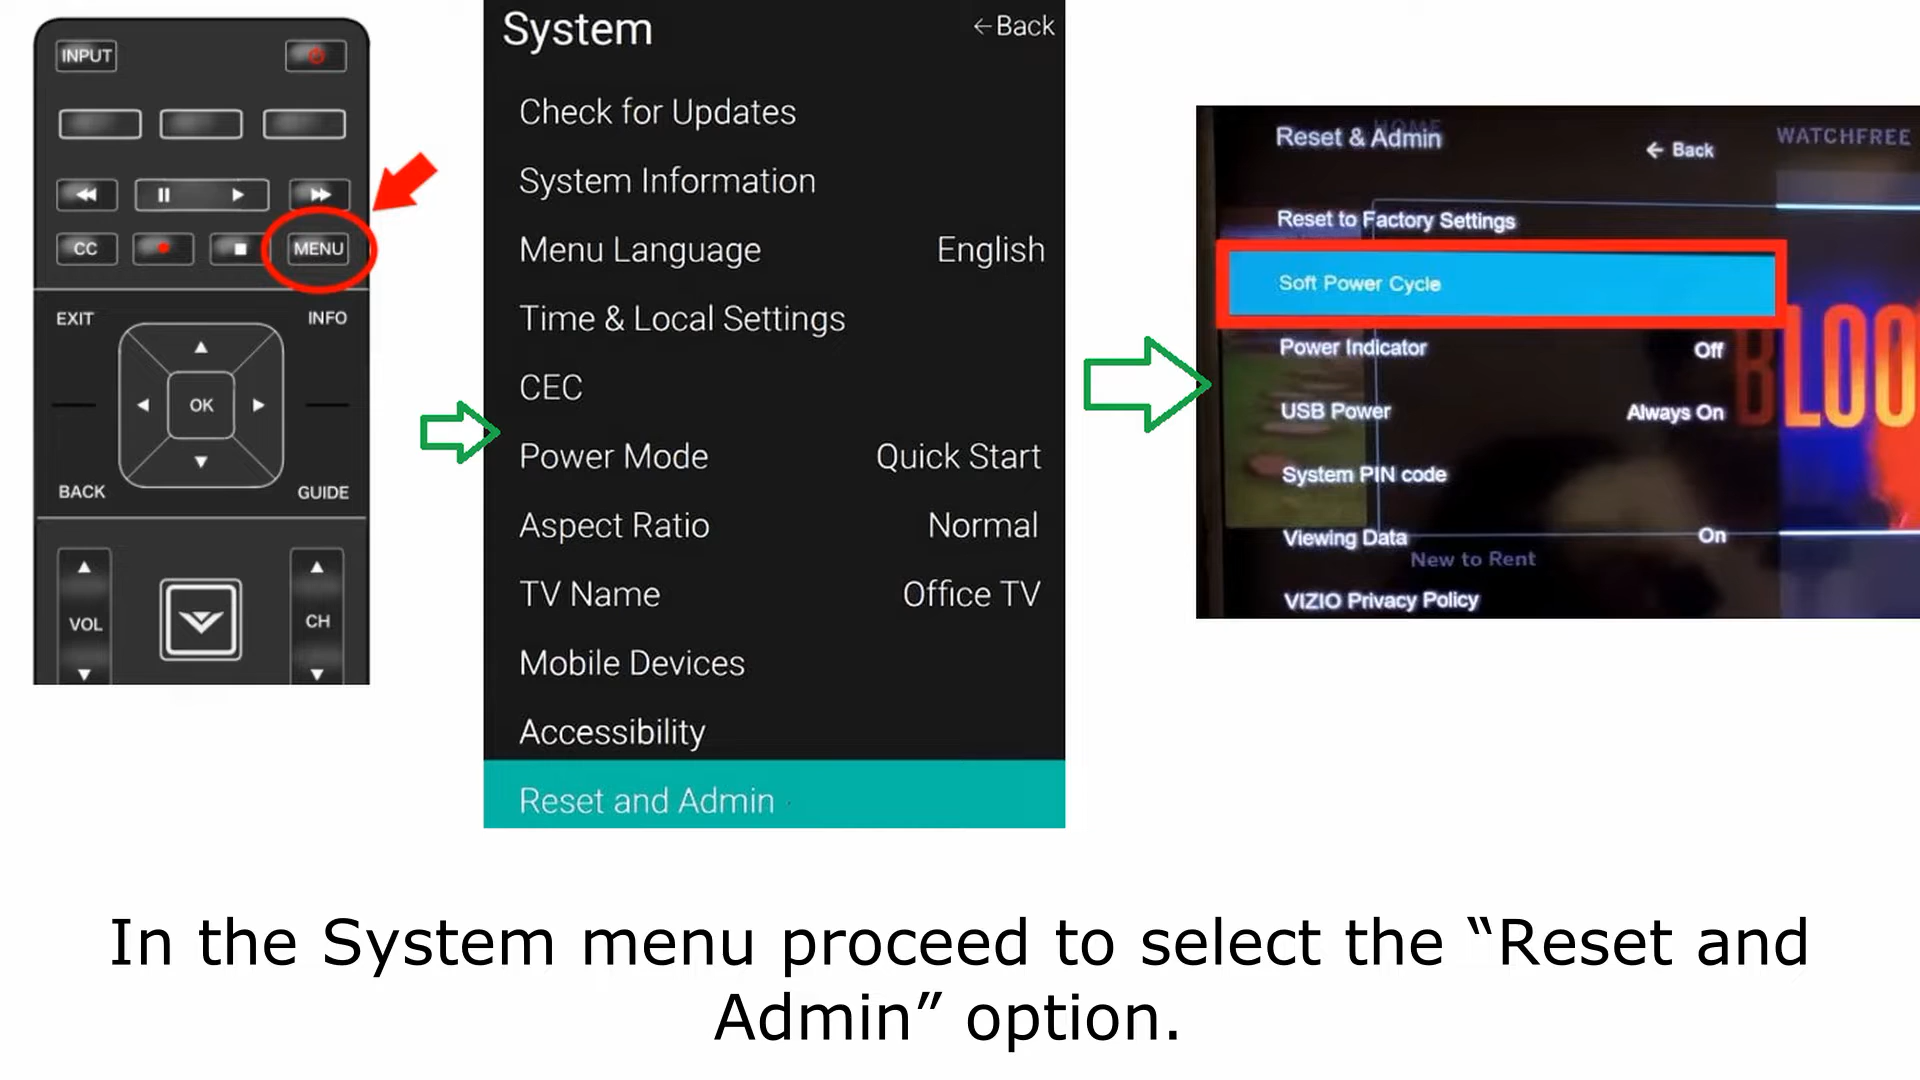 INPUT
CC
MENU
EXIT
INFO
OK
BACK
GUIDE
VOL
CH
System
←Back
Check for Updates
System Information
Menu Language English
Time & Local Settings
CEC
Power Mode Quick Start
Aspect Ratio Normal
TV Name Office TV
Mobile Devices
Accessibility
Reset and Admin
HOME
WATCHFREE
Reset & Admin
← Back
Reset to Factory Settings
Soft Power Cycle
Power Indicator Off
BLOO
USB Power Always On
System PIN code
Viewing Data On
New to Rent
VIZIO Privacy Policy
In the System menu proceed to select the “Reset and
Admin” option.